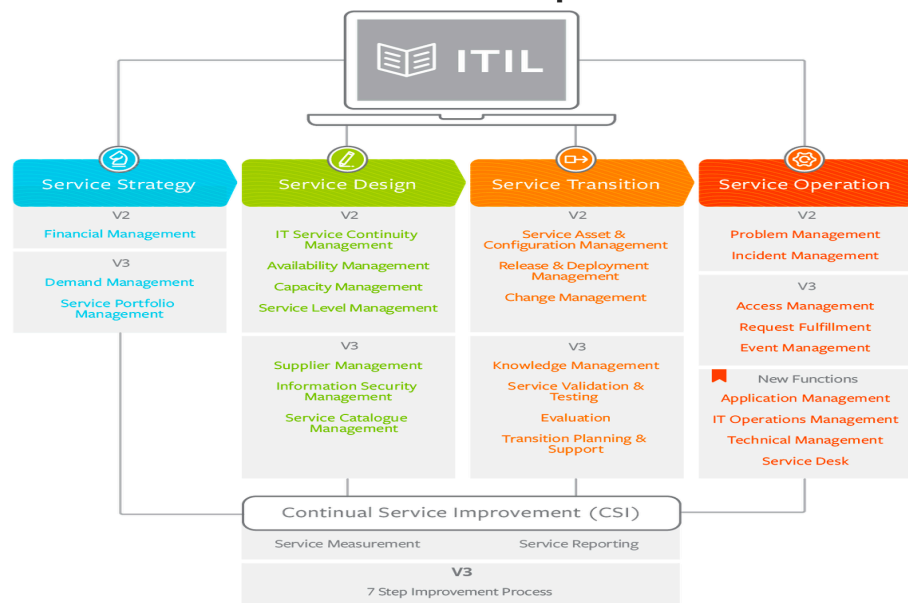 ITIL
Service Strategy
V2
Financial Management
V3
Demand Management
Service Portfolio
Management
Service Design
V2
IT Service Continuity
Management
Availability Management
Capacity Management
Service Level Management
V3
Supplier Management
Information Security
Management
Service Catalogue
Management
Service Transition
V2
Service Asset &
Configuration Management
Release & Deployment
Management
Change Management
V3
Knowledge Management
Service Validation &
Testing
Evaluation
Transition Planning &
Support
Service Operation
V2
Problem Management
Incident Management
V3
Access Management
Request Fulfillment
Event Management
New Functions
Application Management
IT Operations Management
Technical Management
Service Desk
Continual Service Improvement (CSI)
Service Measurement
Service Reporting
V3
7 Step Improvement Process